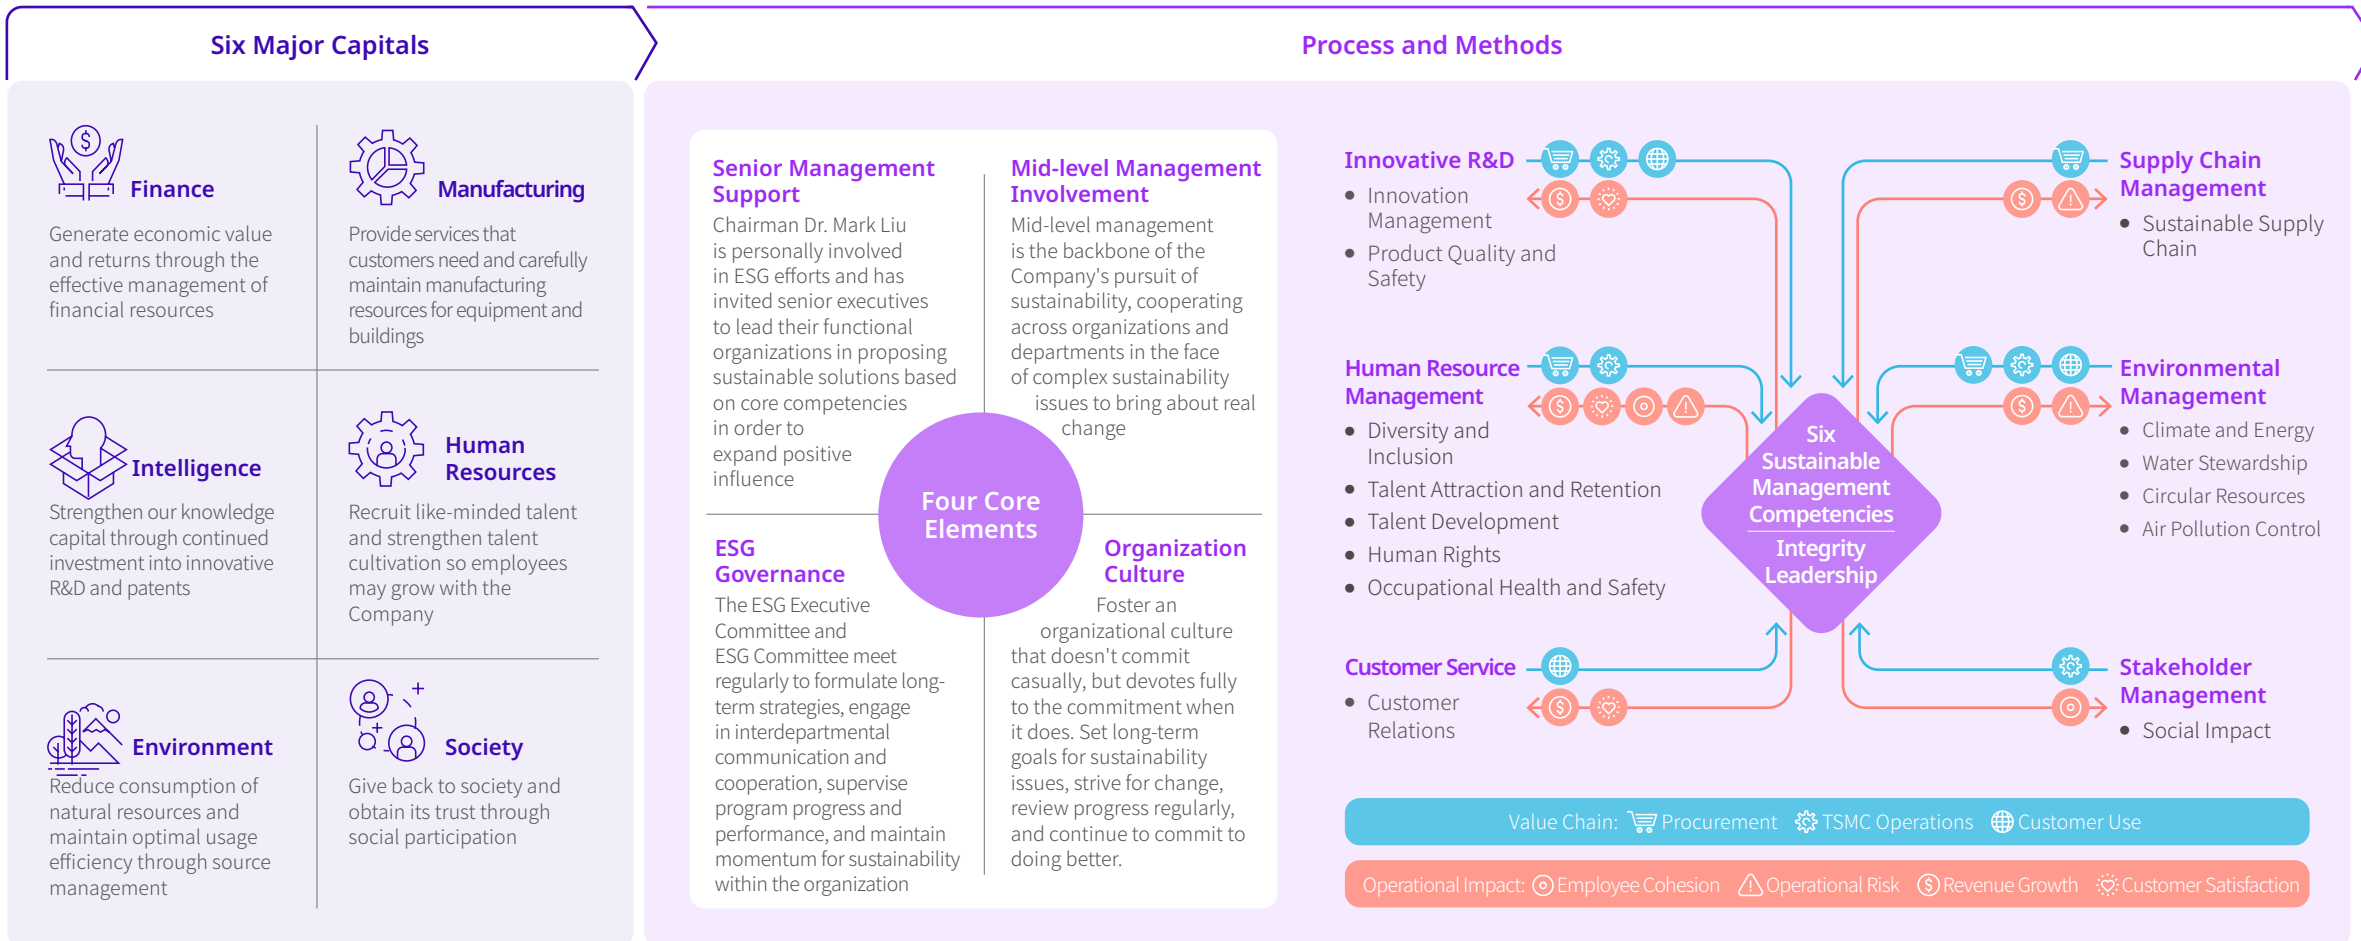 Six Major Capitals
Process and Methods
Finance
Generate economic value
and returns through the
effective management of
financial resources
Manufacturing
Provide services that
customers need and carefully
maintain manufacturing
resources for equipment and
buildings
Intelligence
Strengthen our knowledge
capital through continued
investment into innovative
R&D and patents
Human
Resources
Recruit like-minded talent
and strengthen talent
cultivation so employees
may grow with the
Company
Environment
Reduce consumption of
natural resources and
maintain optimal usage
efficiency through source
management
Society
Give back to society and
obtain its trust through
social participation
Senior Management
Support
Chairman Dr. Mark Liu
is personally involved
in ESG efforts and has
invited senior executives
to lead their functional
organizations in proposing
sustainable solutions based
on core competencies
in order to
expand positive
influence
Mid-level Management
Involvement
Mid-level management
is the backbone of the
Company's pursuit of
sustainability, cooperating
across organizations and
departments in the face
of complex sustainability
issues to bring about real
change
Four Core
Elements
ESG
Governance
The ESG Executive
Committee and
ESG Committee meet
regularly to formulate long-
term strategies, engage
in interdepartmental
communication and
cooperation, supervise
program progress and
performance, and maintain
momentum for sustainability
within the organization
Organization
Culture
Foster an
organizational culture
that doesn't commit
casually, but devotes fully
to the commitment when
it does. Set long-term
goals for sustainability
issues, strive for change,
review progress regularly,
and continue to commit to
doing better.
Innovative R&D
• Innovation
Management
• Product Quality and
Safety
Human Resource
Management
• Diversity and
Inclusion
• Talent Attraction and Retention
• Talent Development
• Human Rights
• Occupational Health and Safety
Customer Service
• Customer
Relations
Six
Sustainable
Management
Competencies
Integrity
Leadership
Supply Chain
Management
• Sustainable Supply
Chain
Environmental
Management
• Climate and Energy
• Water Stewardship
• Circular Resources
• Air Pollution Control
Stakeholder
Management
• Social Impact
Value Chain: Procurement TSMC Operations Customer Use
Operational Impact: Employee Cohesion Operational Risk Revenue Growth Customer Satisfaction